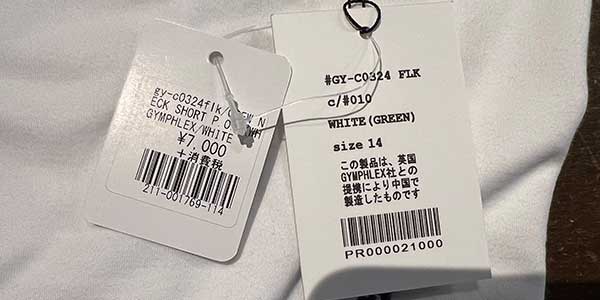 gy-c0324flk/CREW N
ECK SHORT P O
GYMPHLEX/WHITE
¥7,000
+消費税
211-001769-114
#GY-C0324 FLK
c/#010
WHITE(GREEN)
size 14
この製品は、英国
GYMPHLEX社との
提携により中国で
製造したものです
PR000021000